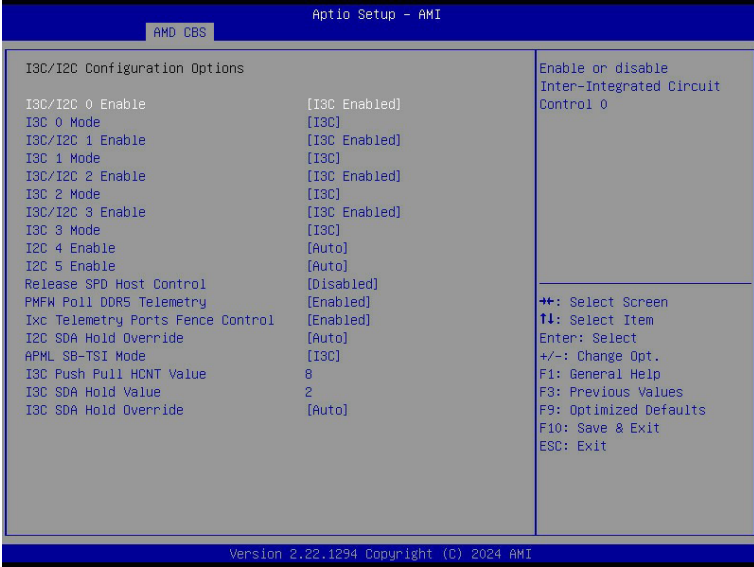 Aptio Setup - AMI
AMD CBS
I3C/I2C Configuration Options
I3C/I2C 0 Enable [I3C Enabled]
I3C 0 Mode [I3C]
I3C/I2C 1 Enable [I3C Enabled]
I3C 1 Mode [I3C]
I3C/I2C 2 Enable [I3C Enabled]
I3C 2 Mode [I3C]
I3C/I2C 3 Enable [I3C Enabled]
I3C 3 Mode [I3C]
I2C 4 Enable [Auto]
I2C 5 Enable [Auto]
Release SPD Host Control [Disabled]
PMFW Poll DDR5 Telemetry [Enabled]
Ixc Telemetry Ports Fence Control [Enabled]
I2C SDA Hold Override [Auto]
APML SB-TSI Mode [I3C]
I3C Push Pull HCNT Value 8
I3C SDA Hold Value 2
I3C SDA Hold Override [Auto]
Enable or disable
Inter-Integrated Circuit
Control 0
→←: Select Screen
↑↓: Select Item
Enter: Select
+/-: Change Opt.
F1: General Help
F3: Previous Values
F9: Optimized Defaults
F10: Save & Exit
ESC: Exit
Version 2.22.1294 Copyright (C) 2024 AMI